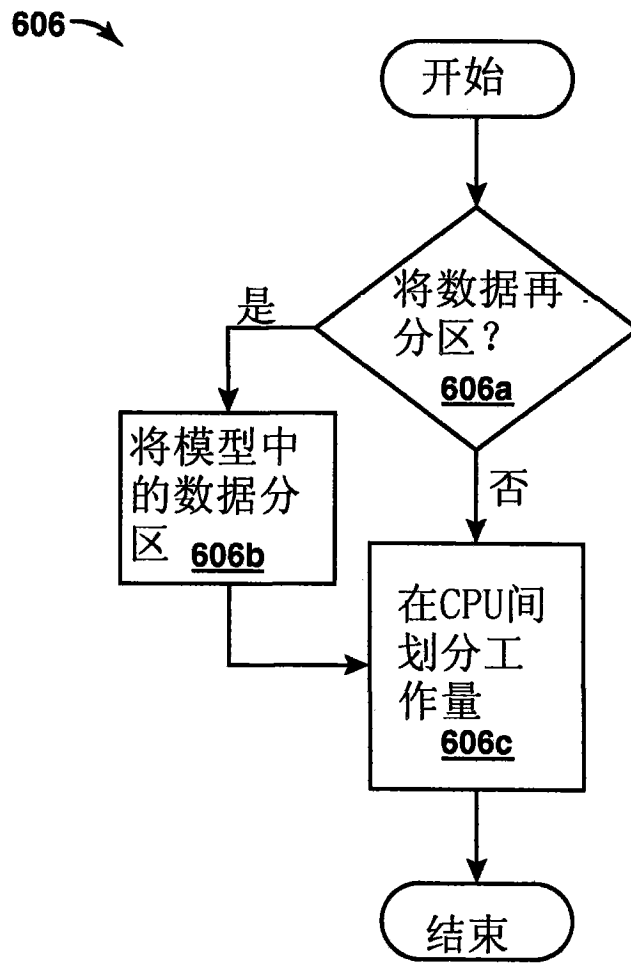 606
开始
将数据再
分区？
606a
是
否
将模型中
的数据分
区 606b
在CPU间
划分工
作量
606c
结束